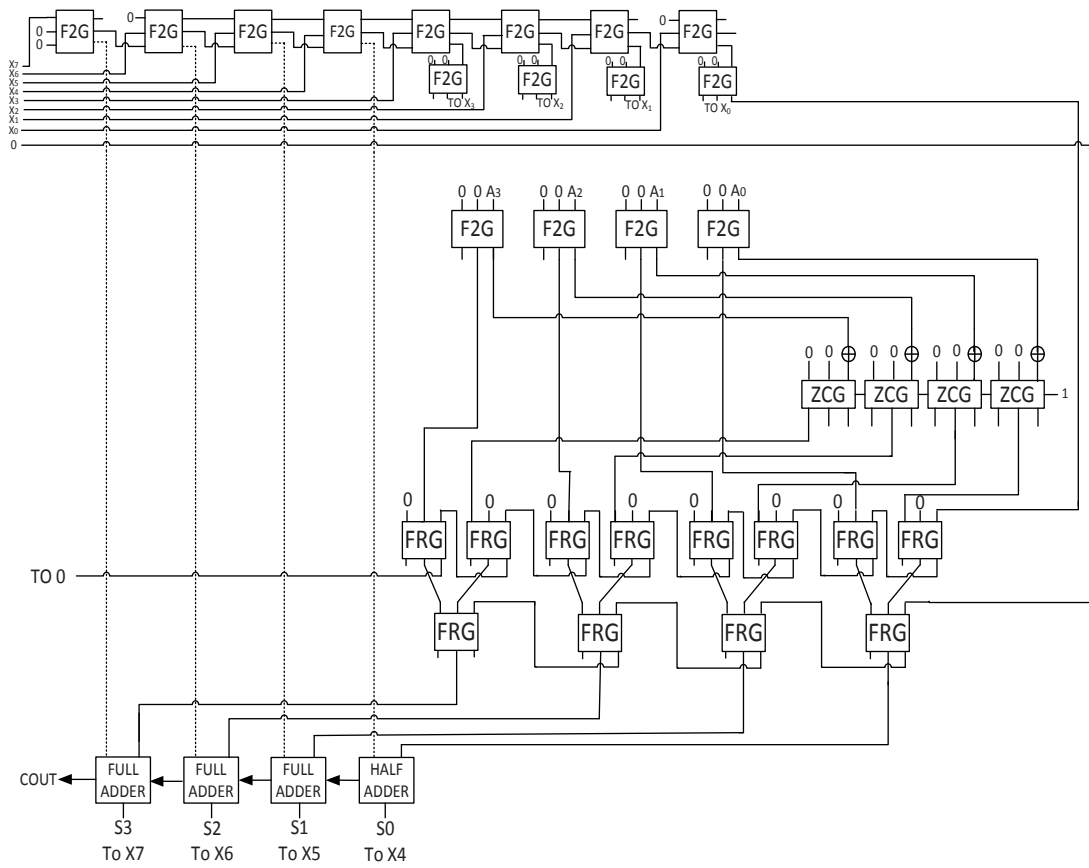 0 0
F2G F2G F2G F2G F2G F2G F2G F2G
0
0
0 0 0 0 0 0 0 0
F2G F2G F2G F2G
TO X3 TO X2 TO X1 TO X0
X7
X6
X5
X4
X3
X2
X1
X0
0
0 0 A3 0 0 A2 0 0 A1 0 0 A0
F2G F2G F2G F2G
0 0 0 0 0 0 0 0
ZCG ZCG ZCG ZCG 1
0 0 0 0 0 0 0 0
FRG FRG FRG FRG FRG FRG FRG FRG
TO 0
FRG FRG FRG FRG
COUT FULL ADDER FULL ADDER FULL ADDER HALF ADDER
S3 S2 S1 S0
To X7 To X6 To X5 To X4